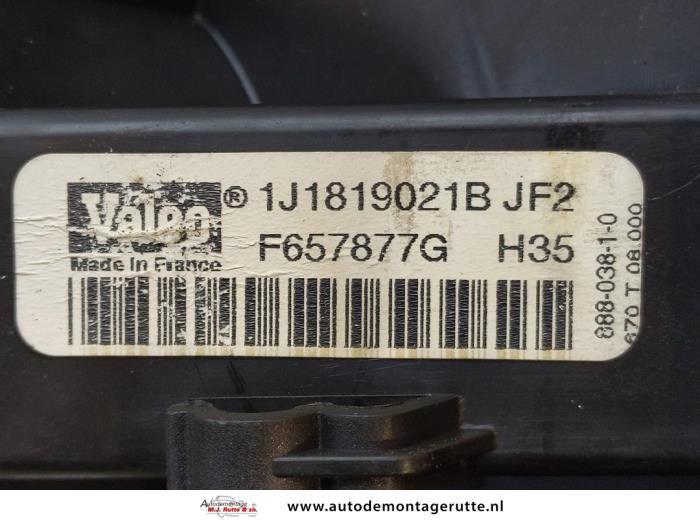 Valeo ® 1J1819021B JF2
Made In France F657877G H35
888-038-1-0
670 T 08.000
Autodemontage
M.J. Rutte & zn.
www.autodemontagerutte.nl